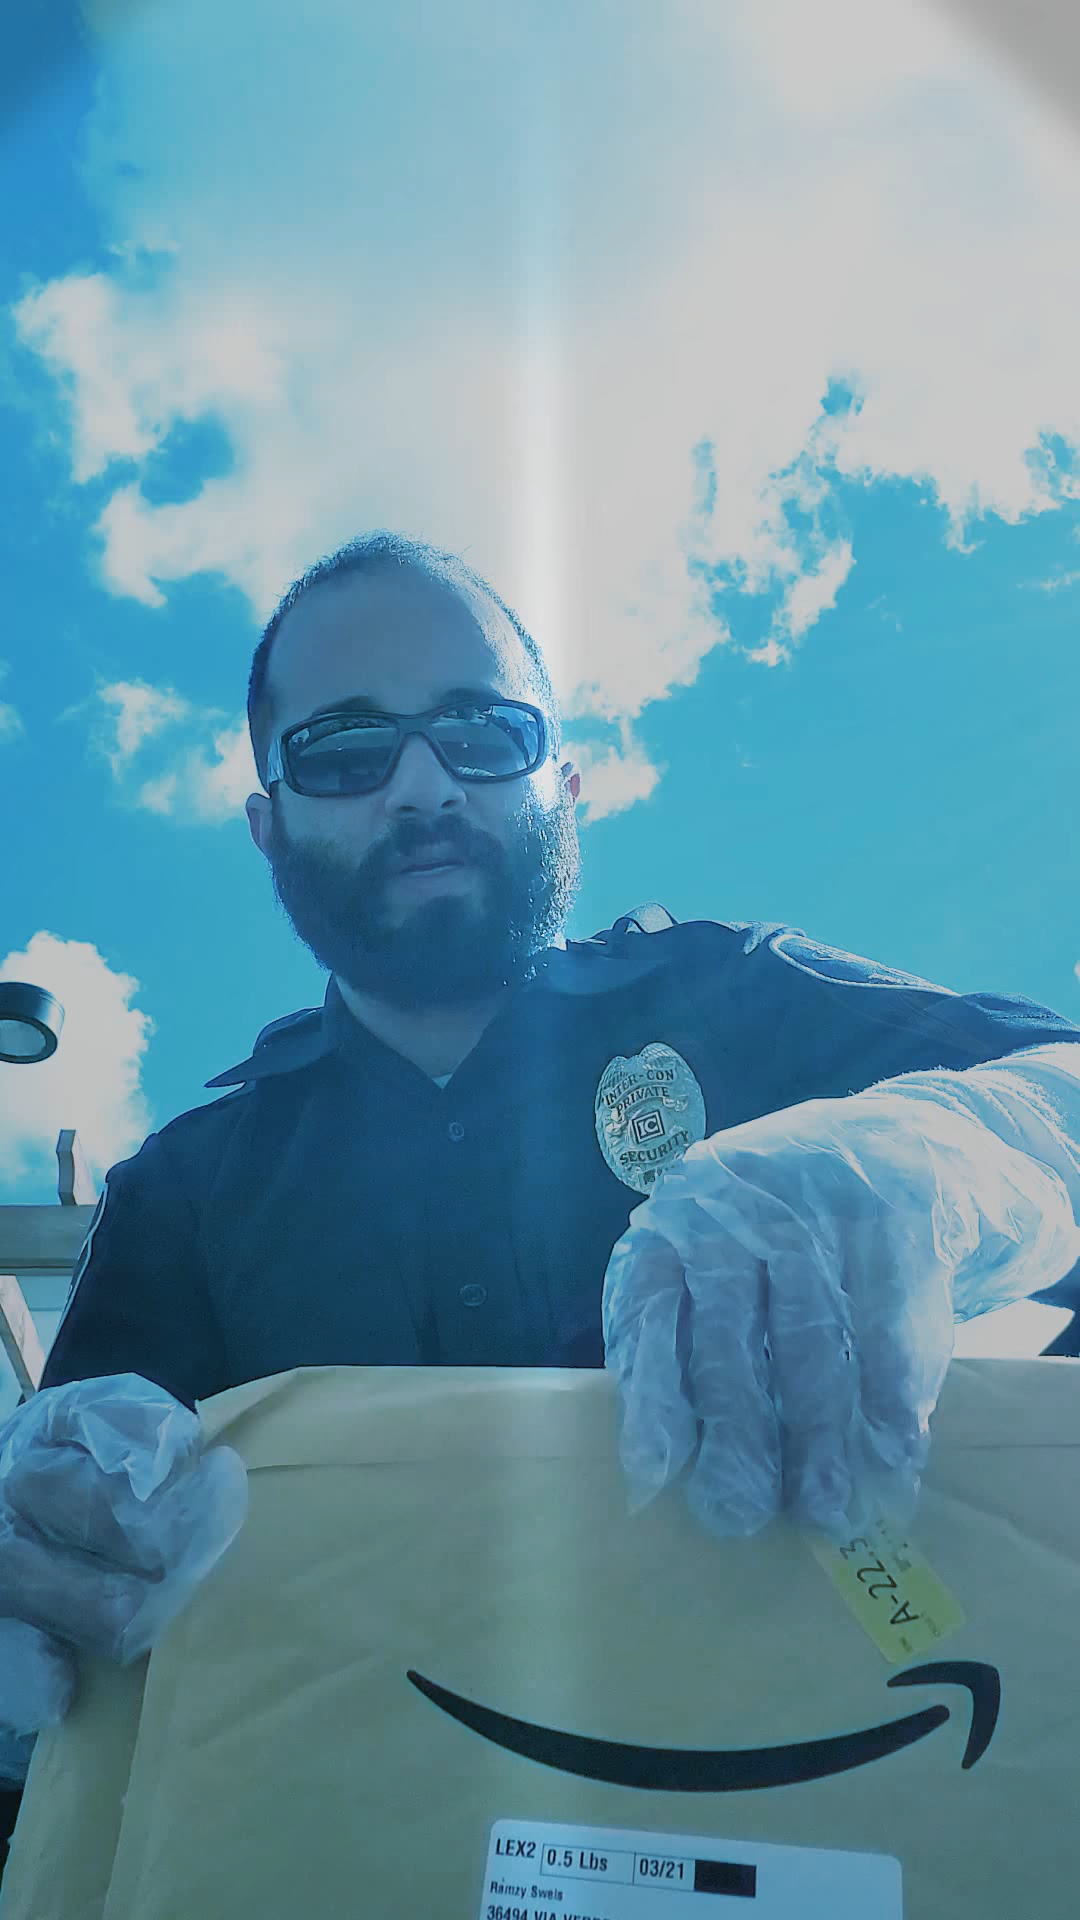 INTER-CON
PRIVATE
IC
SECURITY
A-22.3
LEX2 0.5 Lbs 03/21
Ramzy Sweis
36494 VIA